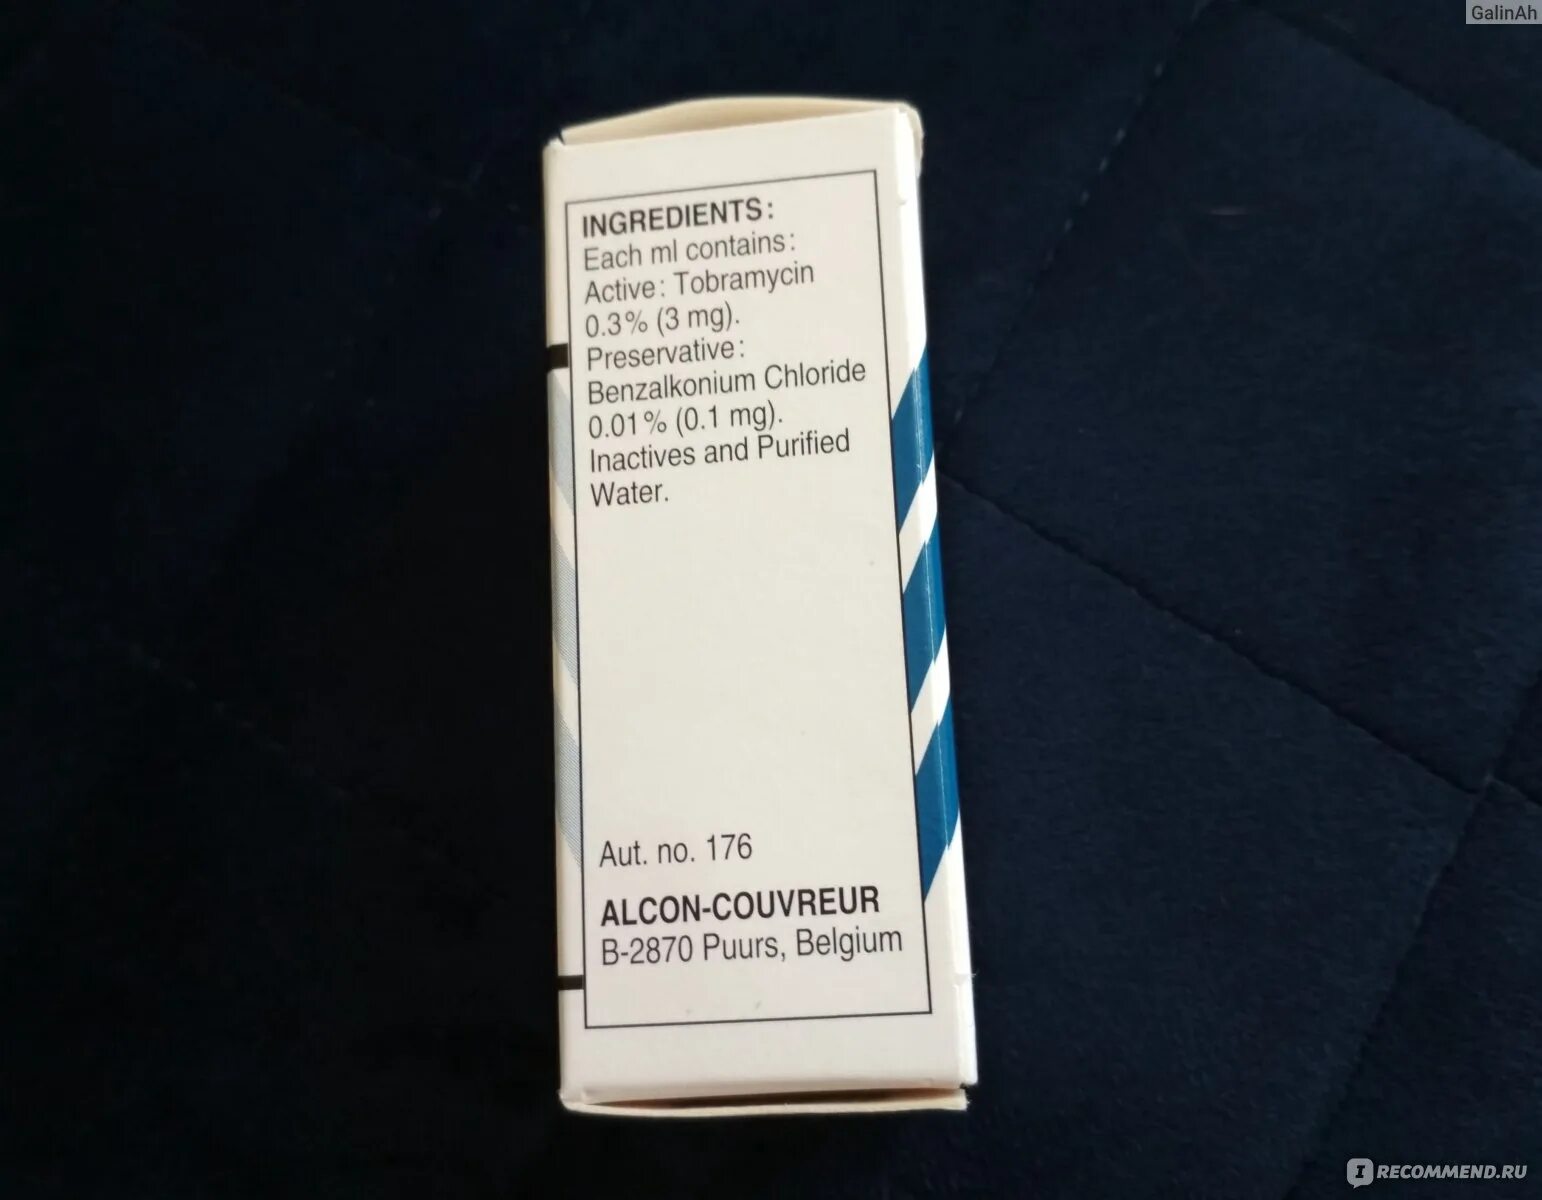 GalinAh
INGREDIENTS:
Each ml contains:
Active: Tobramycin
0.3% (3 mg).
Preservative:
Benzalkonium Chloride
0.01% (0.1 mg).
Inactives and Purified
Water.
Aut. no. 176
ALCON-COUVREUR
B-2870 Puurs, Belgium
IRECOMMEND.RU